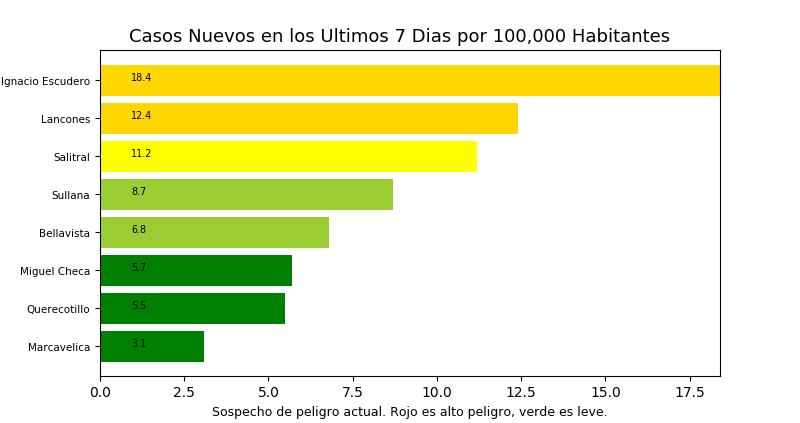 Casos Nuevos en los Ultimos 7 Dias por 100,000 Habitantes
Ignacio Escudero 18.4
Lancones 12.4
Salitral 11.2
Sullana 8.7
Bellavista 6.8
Miguel Checa 5.7
Querecotillo 5.5
Marcavelica 3.1
0.0 2.5 5.0 7.5 10.0 12.5 15.0 17.5
Sospecho de peligro actual. Rojo es alto peligro, verde es leve.